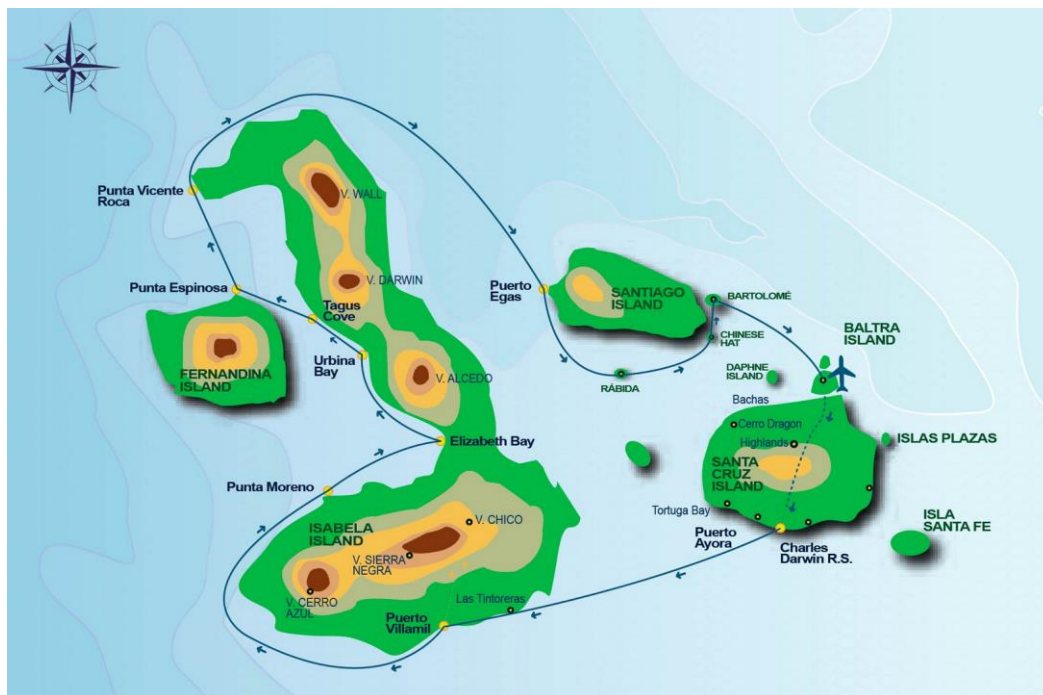 Punta Vicente
Roca
V. WALL
Punta Espinosa
V. DARWIN
Tagus
Cove
FERNANDINA
ISLAND
Urbina
Bay
V. ALCEDO
Elizabeth Bay
Punta Moreno
ISABELA
ISLAND
V. CHICO
V. SIERRA
NEGRA
V. CERRO
AZUL
Puerto
Villamil
Las Tintoreras
Puerto
Egas
SANTIAGO
ISLAND
BARTOLOMÉ
CHINESE
HAT
RÁBIDA
BALTRA
ISLAND
DAPHNE
ISLAND
Bachas
Cerro Dragon
Highlands
ISLAS PLAZAS
SANTA
CRUZ
ISLAND
Tortuga Bay
Puerto
Ayora
Charles
Darwin R.S.
ISLA
SANTA FE